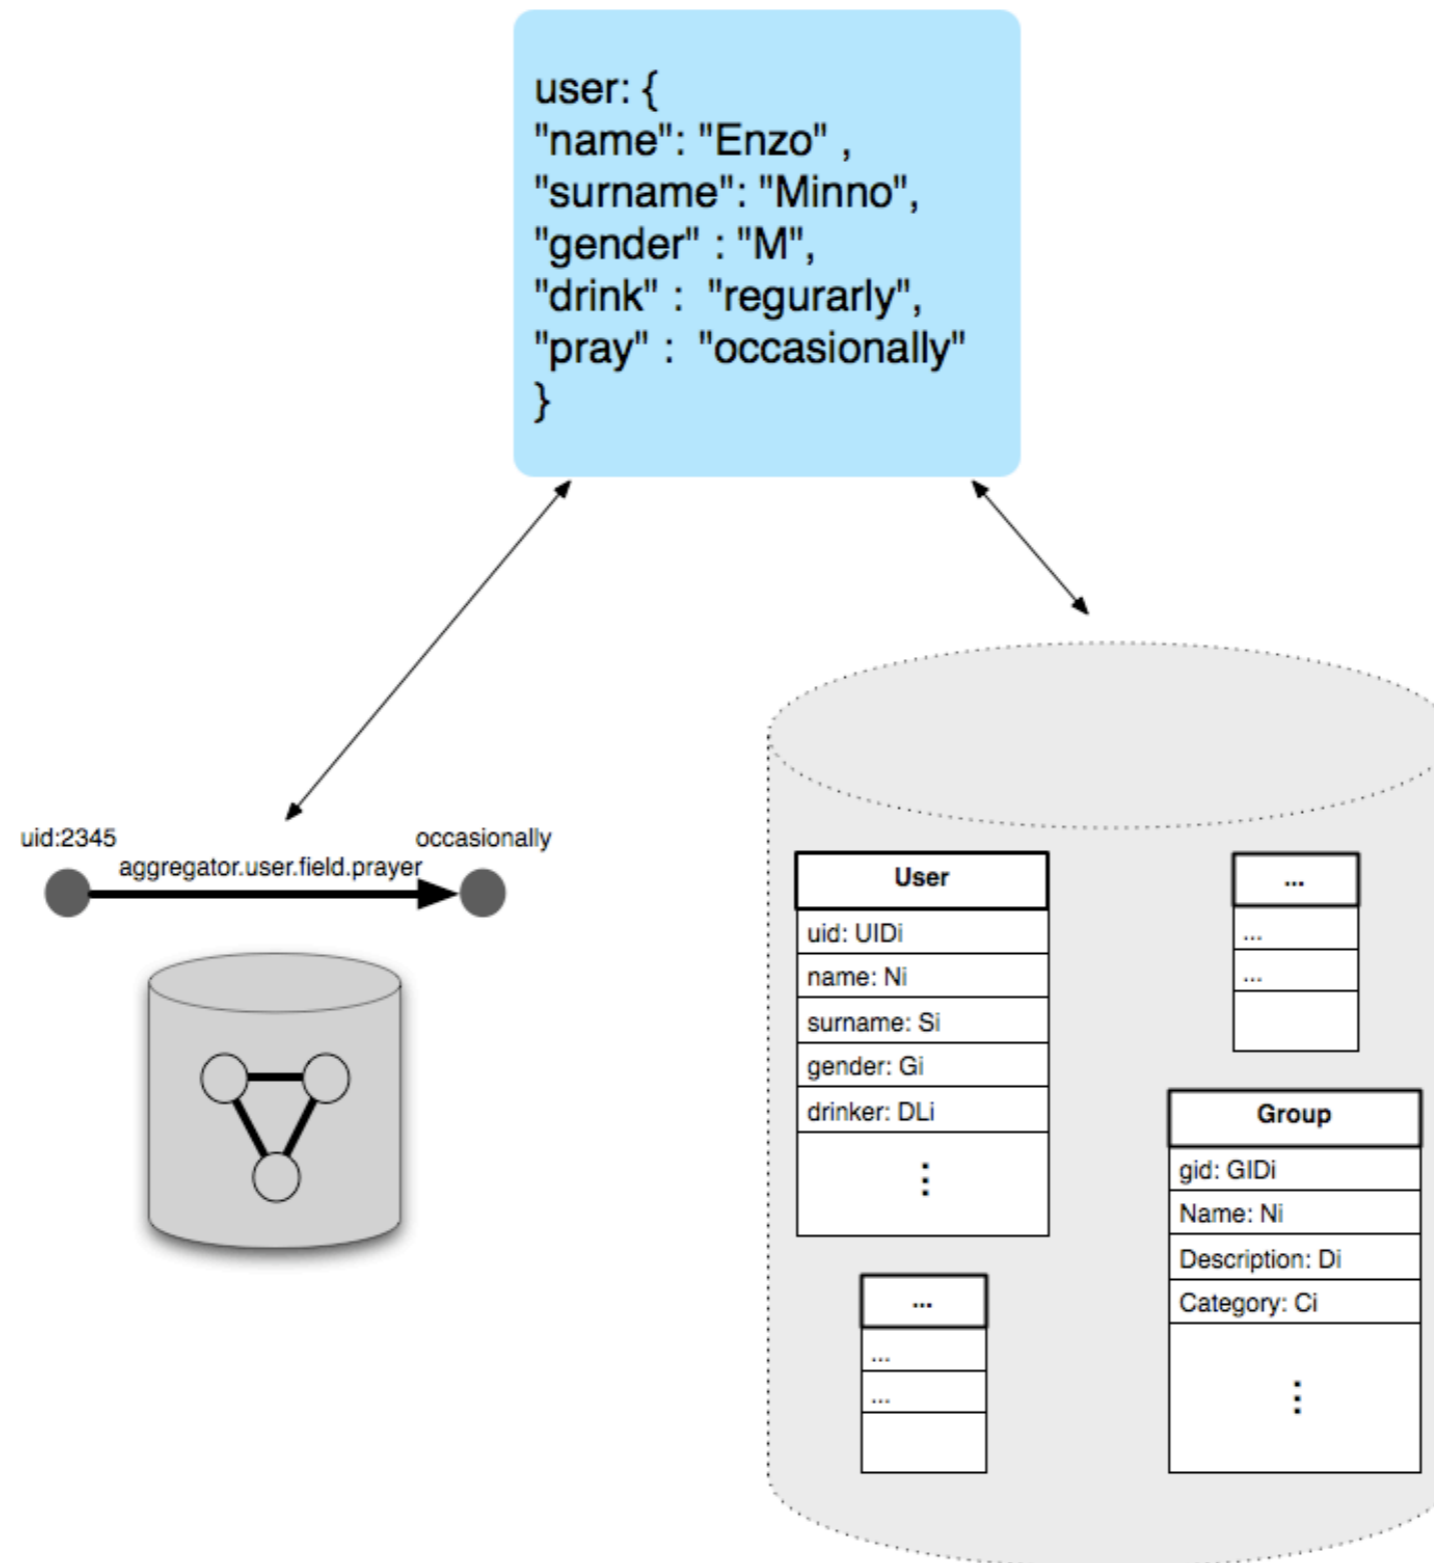 user: {
"name": "Enzo" ,
"surname": "Minno",
"gender" : "M",
"drink" :  "regurarly",
"pray" :  "occasionally"
}
uid:2345
occasionally
aggregator.user.field.prayer
User
uid: UIDi
name: Ni
surname: Si
gender: Gi
drinker: DLi
⋮
...
...
...
Group
gid: GIDi
Name: Ni
Description: Di
Category: Ci
⋮
...
...
...